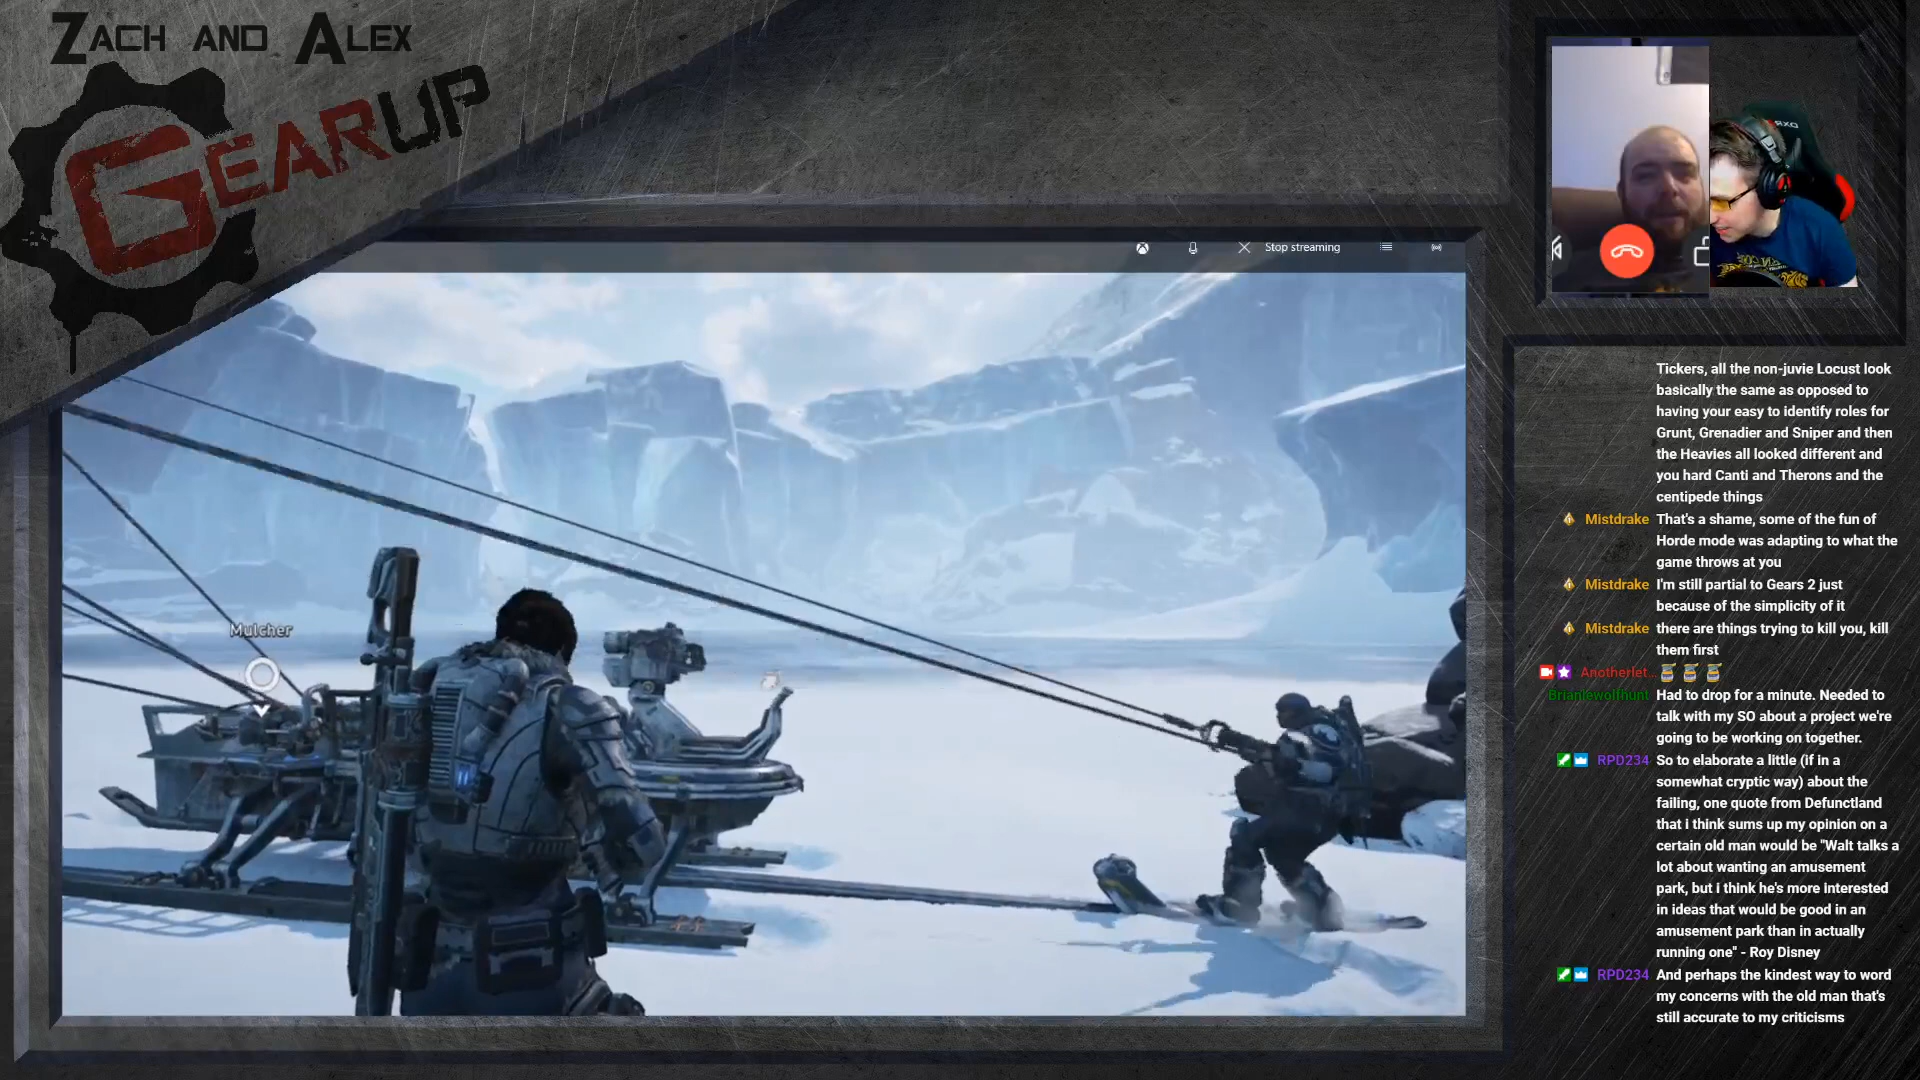 Zach and Alex
GearUp
Stop streaming
Mulcher
Tickers, all the non-juvie Locust look
basically the same as opposed to
having your easy to identify roles for
Grunt, Grenadier and Sniper and then
the Heavies all looked different and
you hard Canti and Therons and the
centipede things
Mistdrake That's a shame, some of the fun of
Horde mode was adapting to what the
game throws at you
Mistdrake I'm still partial to Gears 2 just
because of the simplicity of it
Mistdrake there are things trying to kill you, kill
them first
Anotherlet...
Brianiewolfhunt Had to drop for a minute. Needed to
talk with my SO about a project we're
going to be working on together.
RPD234 So to elaborate a little (if in a
somewhat cryptic way) about the
failing, one quote from Defunctland
that i think sums up my opinion on a
certain old man would be "Walt talks a
lot about wanting an amusement
park, but i think he's more interested
in ideas that would be good in an
amusement park than in actually
running one" - Roy Disney
RPD234 And perhaps the kindest way to word
my concerns with the old man that's
still accurate to my criticisms